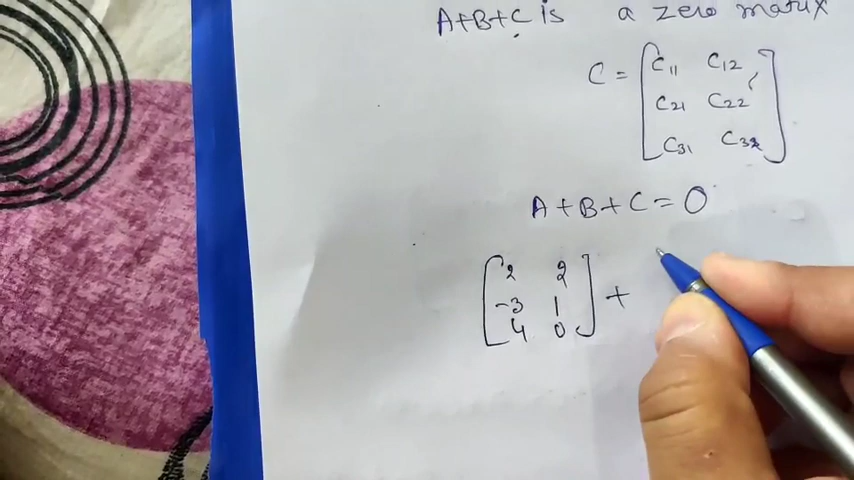 A+B+C is a zero matrix
C = [ C11 C12
C21 C22
C31 C32 ]
A+B+C=0
[ 2 2
-3 1
4 0 ] +